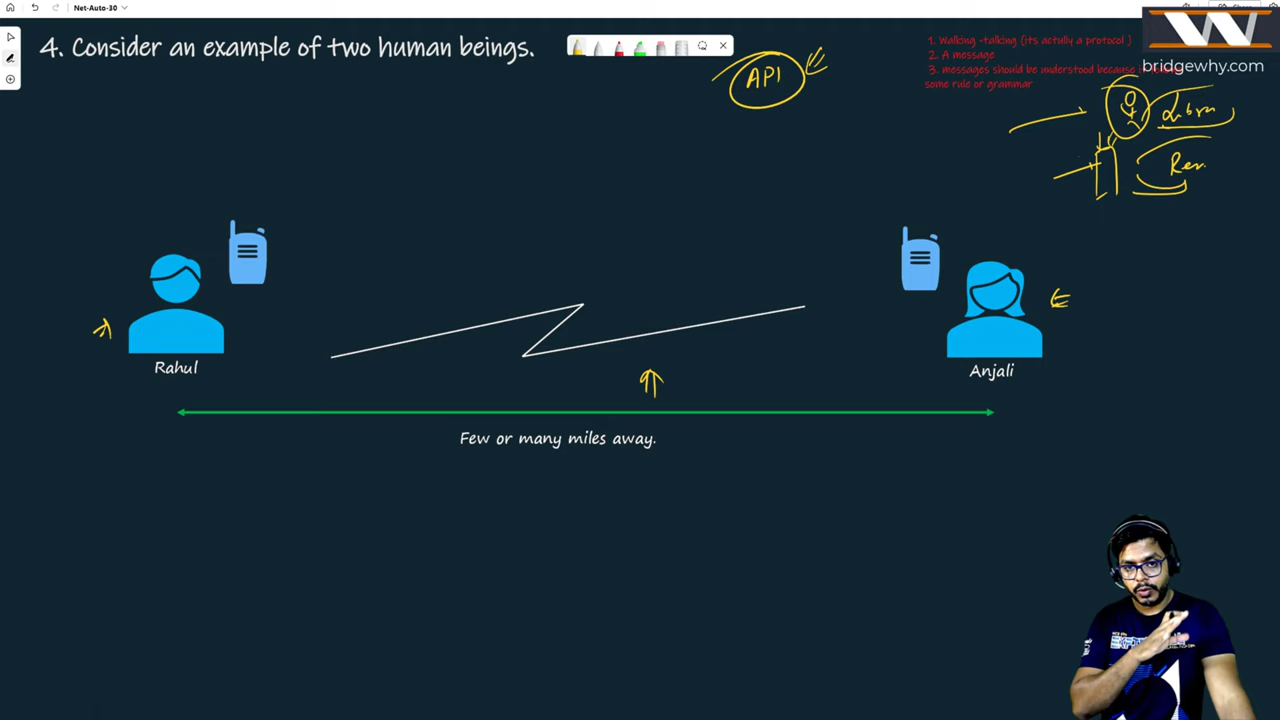 Net-Auto-30
Share
4. Consider an example of two human beings.
API
1. Walking -talking (its actully a protocol )
2. A message
3. messages should be understood because
some rule or grammar
bridgewhy.com
Rahul
Anjali
Few or many miles away.